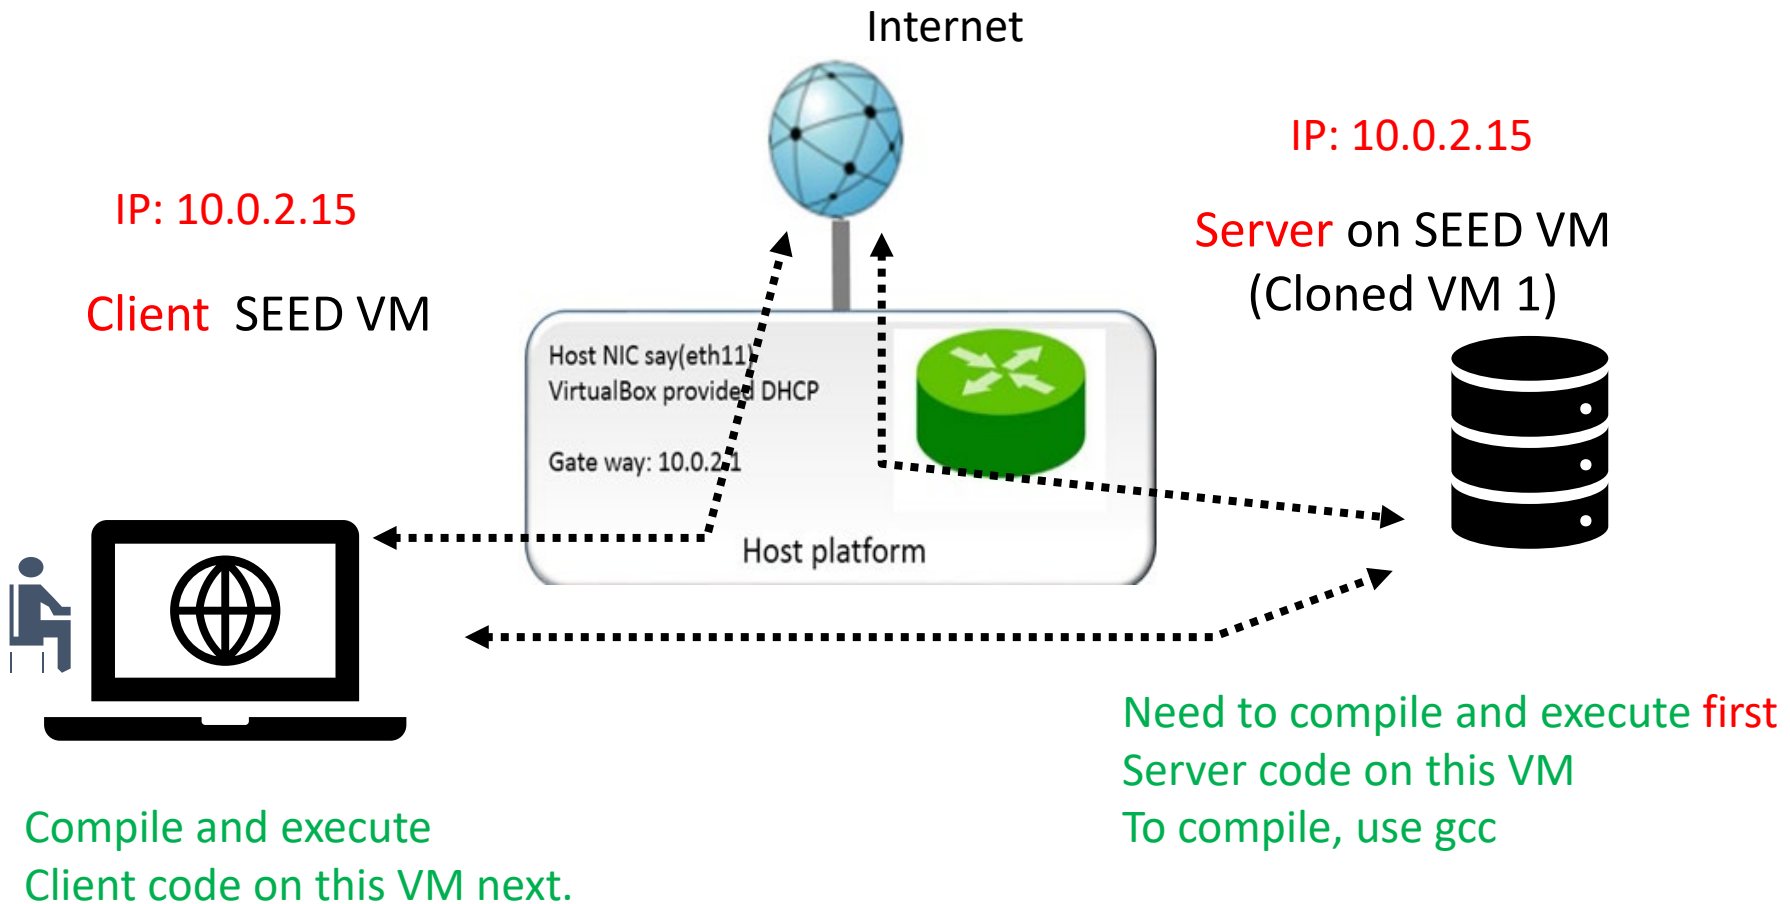 Internet
IP: 10.0.2.15
IP: 10.0.2.15
Server on SEED VM
(Cloned VM 1)
Client SEED VM
Host NIC say(eth11)
VirtualBox provided DHCP
Gate way: 10.0.2.1
Host platform
Need to compile and execute first
Server code on this VM
To compile, use gcc
Compile and execute
Client code on this VM next.